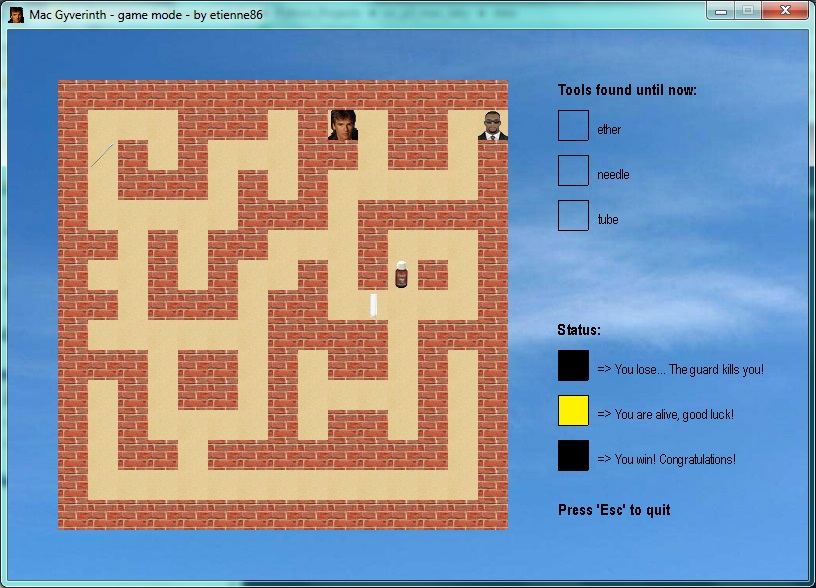 Mac Gyverinth - game mode - by etienne86
Tools found until now:
ether
needle
tube
Status:
=> You lose... The guard kills you!
=> You are alive, good luck!
=> You win! Congratulations!
Press 'Esc' to quit